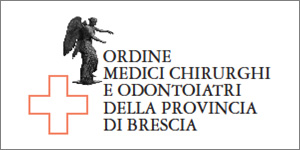 ORDINE
MEDICI CHIRURGHI
E ODONTOIATRI
DELLA PROVINCIA
DI BRESCIA